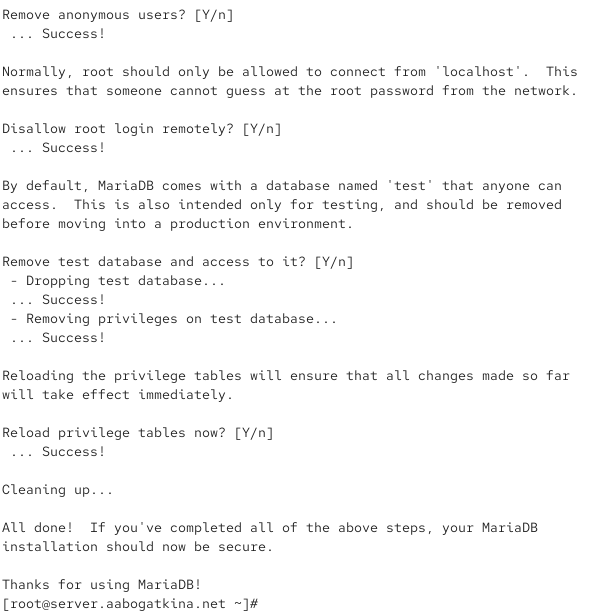 Remove anonymous users? [Y/n]
 ... Success!

Normally, root should only be allowed to connect from 'localhost'.  This
ensures that someone cannot guess at the root password from the network.

Disallow root login remotely? [Y/n]
 ... Success!

By default, MariaDB comes with a database named 'test' that anyone can
access.  This is also intended only for testing, and should be removed
before moving into a production environment.

Remove test database and access to it? [Y/n]
 - Dropping test database...
 ... Success!
 - Removing privileges on test database...
 ... Success!

Reloading the privilege tables will ensure that all changes made so far
will take effect immediately.

Reload privilege tables now? [Y/n]
 ... Success!

Cleaning up...

All done!  If you've completed all of the above steps, your MariaDB
installation should now be secure.

Thanks for using MariaDB!
[root@server.aabogatkina.net ~]#